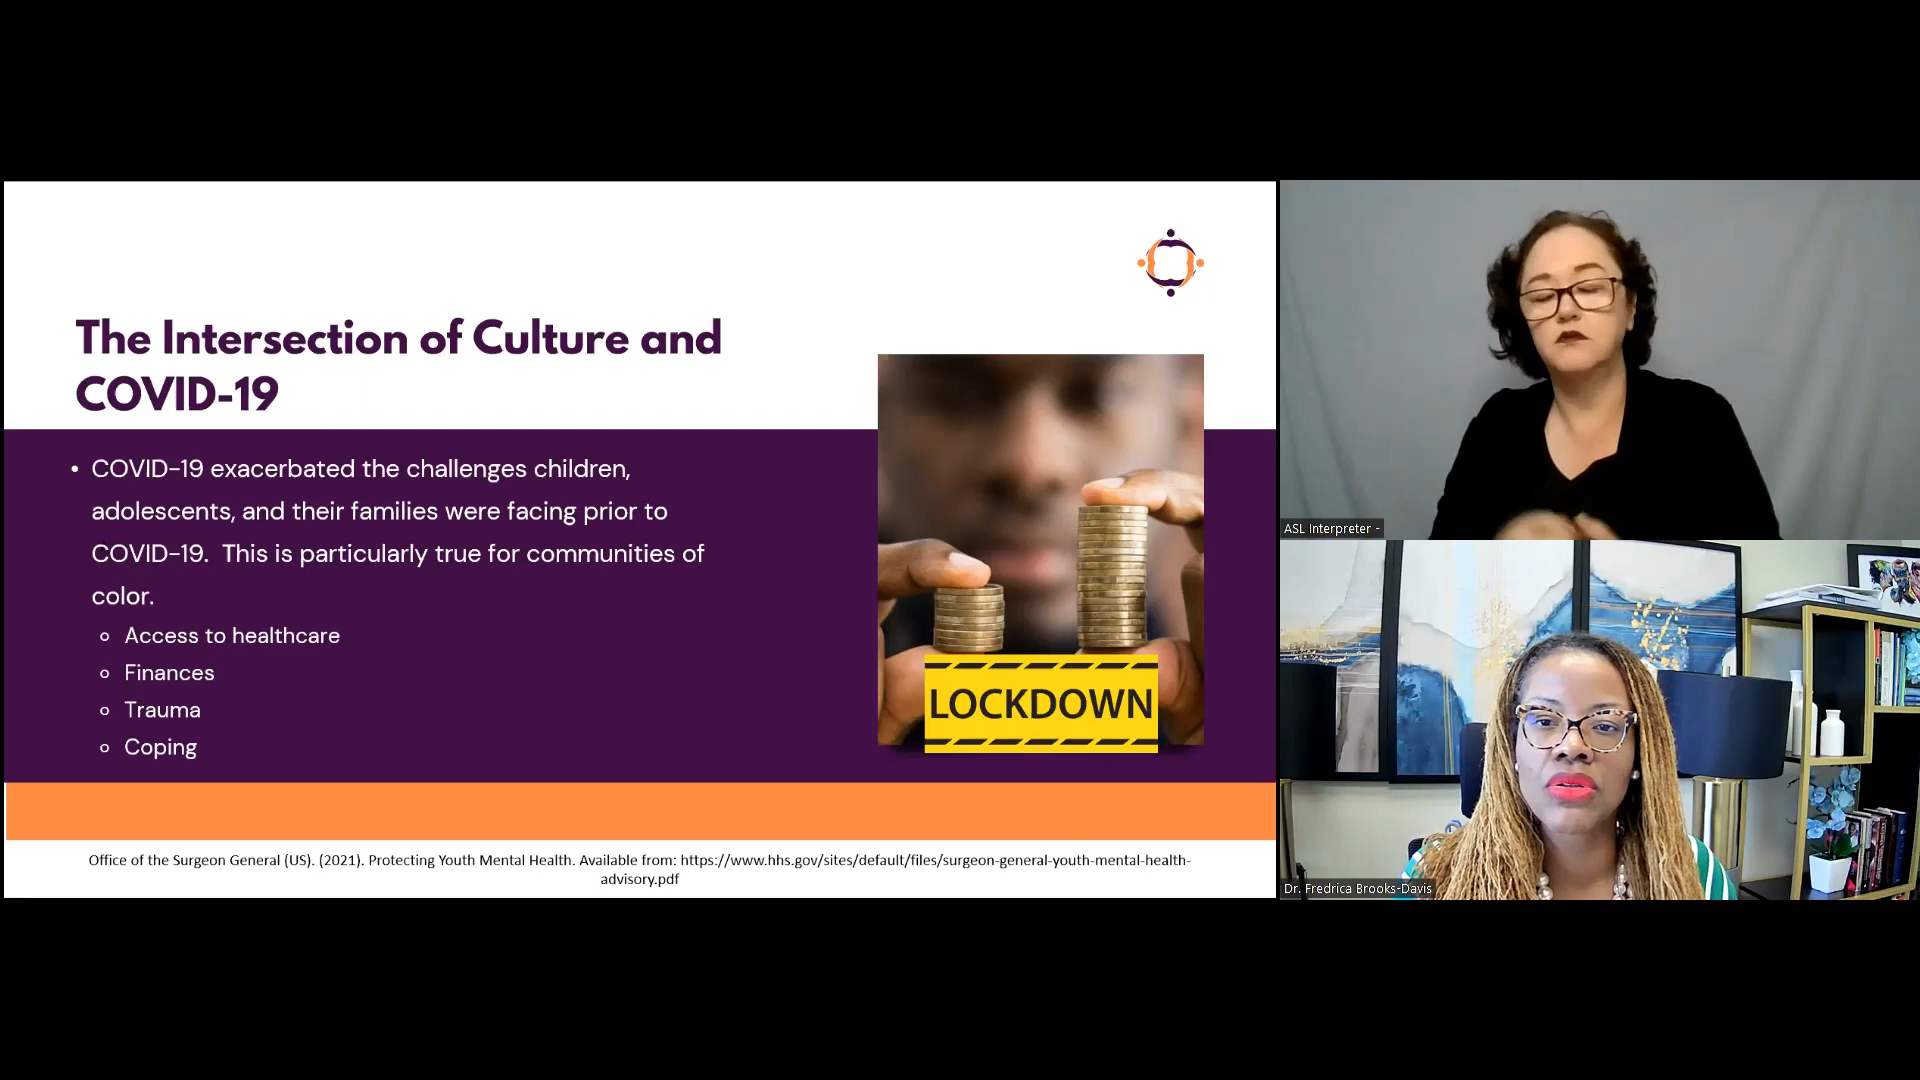 The Intersection of Culture and
COVID-19
• COVID-19 exacerbated the challenges children,
adolescents, and their families were facing prior to
COVID-19.  This is particularly true for communities of
color.
Access to healthcare
Finances
Trauma
Coping
LOCKDOWN
Office of the Surgeon General (US). (2021). Protecting Youth Mental Health. Available from: https://www.hhs.gov/sites/default/files/surgeon-general-youth-mental-health-
advisory.pdf
ASL Interpreter -
Dr. Fredrica Brooks-Davis